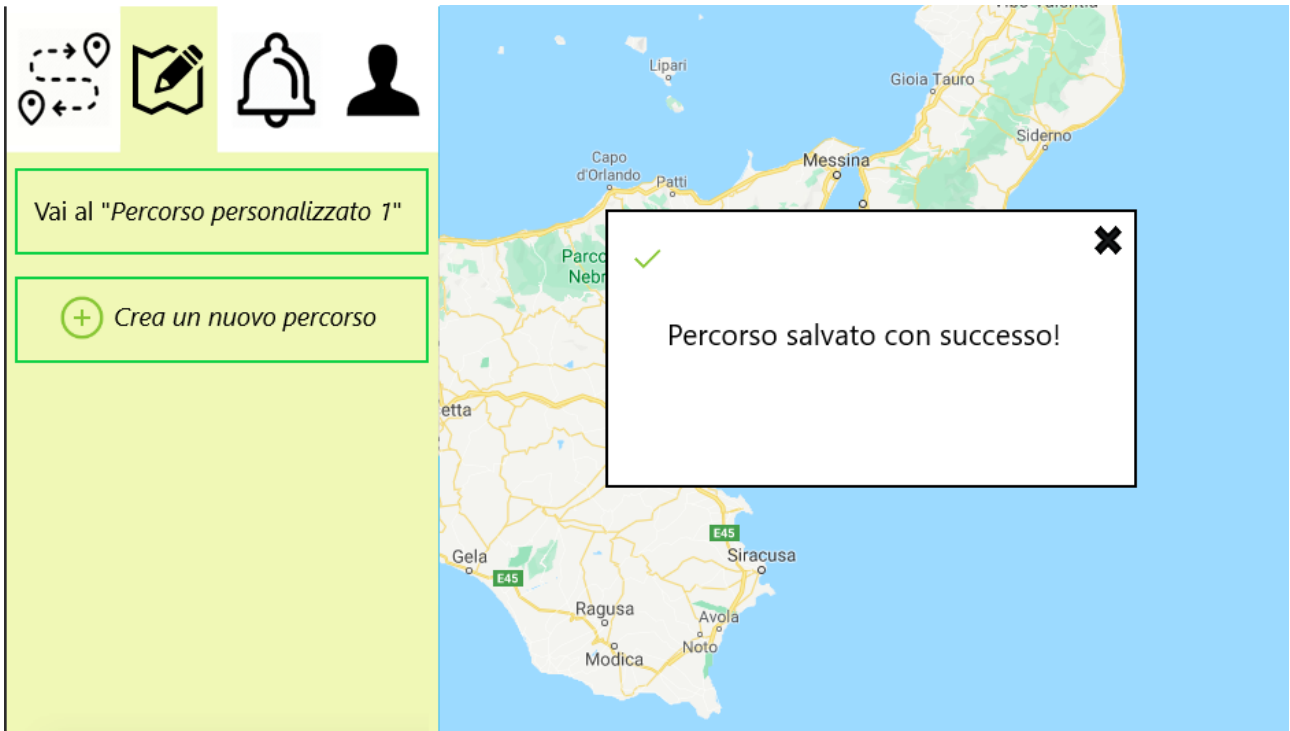 Vai al "Percorso personalizzato 1"
Crea un nuovo percorso
Lipari
Gioia Tauro
Siderno
Capo
d'Orlando
Patti
Messina
Parco
Nebr
Percorso salvato con successo!
etta
E45
Siracusa
Gela
E45
Ragusa
Avola
Noto
Modica